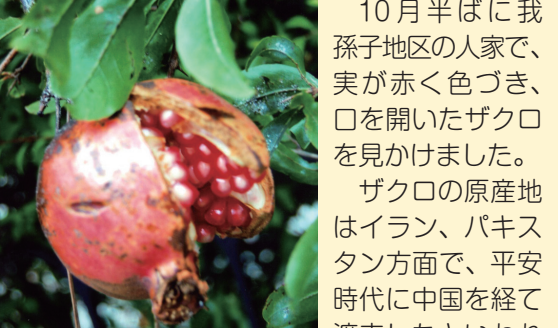 10月半ばに我
孫子地区の人家で、
実が赤く色づき、
口を開いたザクロ
を見かけました。
ザクロの原産地
はイラン、パキス
タン方面で、平安
時代に中国を経て